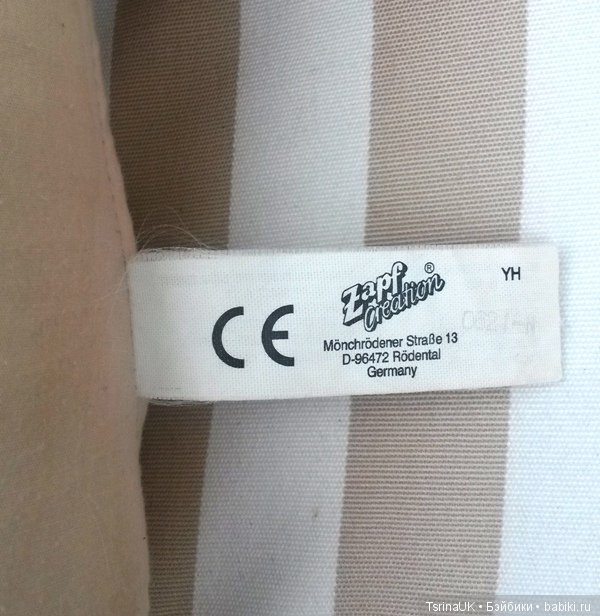 CE
Zapf ®
Creation
YH
Mönchrödener Straße 13
D-96472 Rödental
Germany
TsrinaUK • Бэйбики • babiki.ru